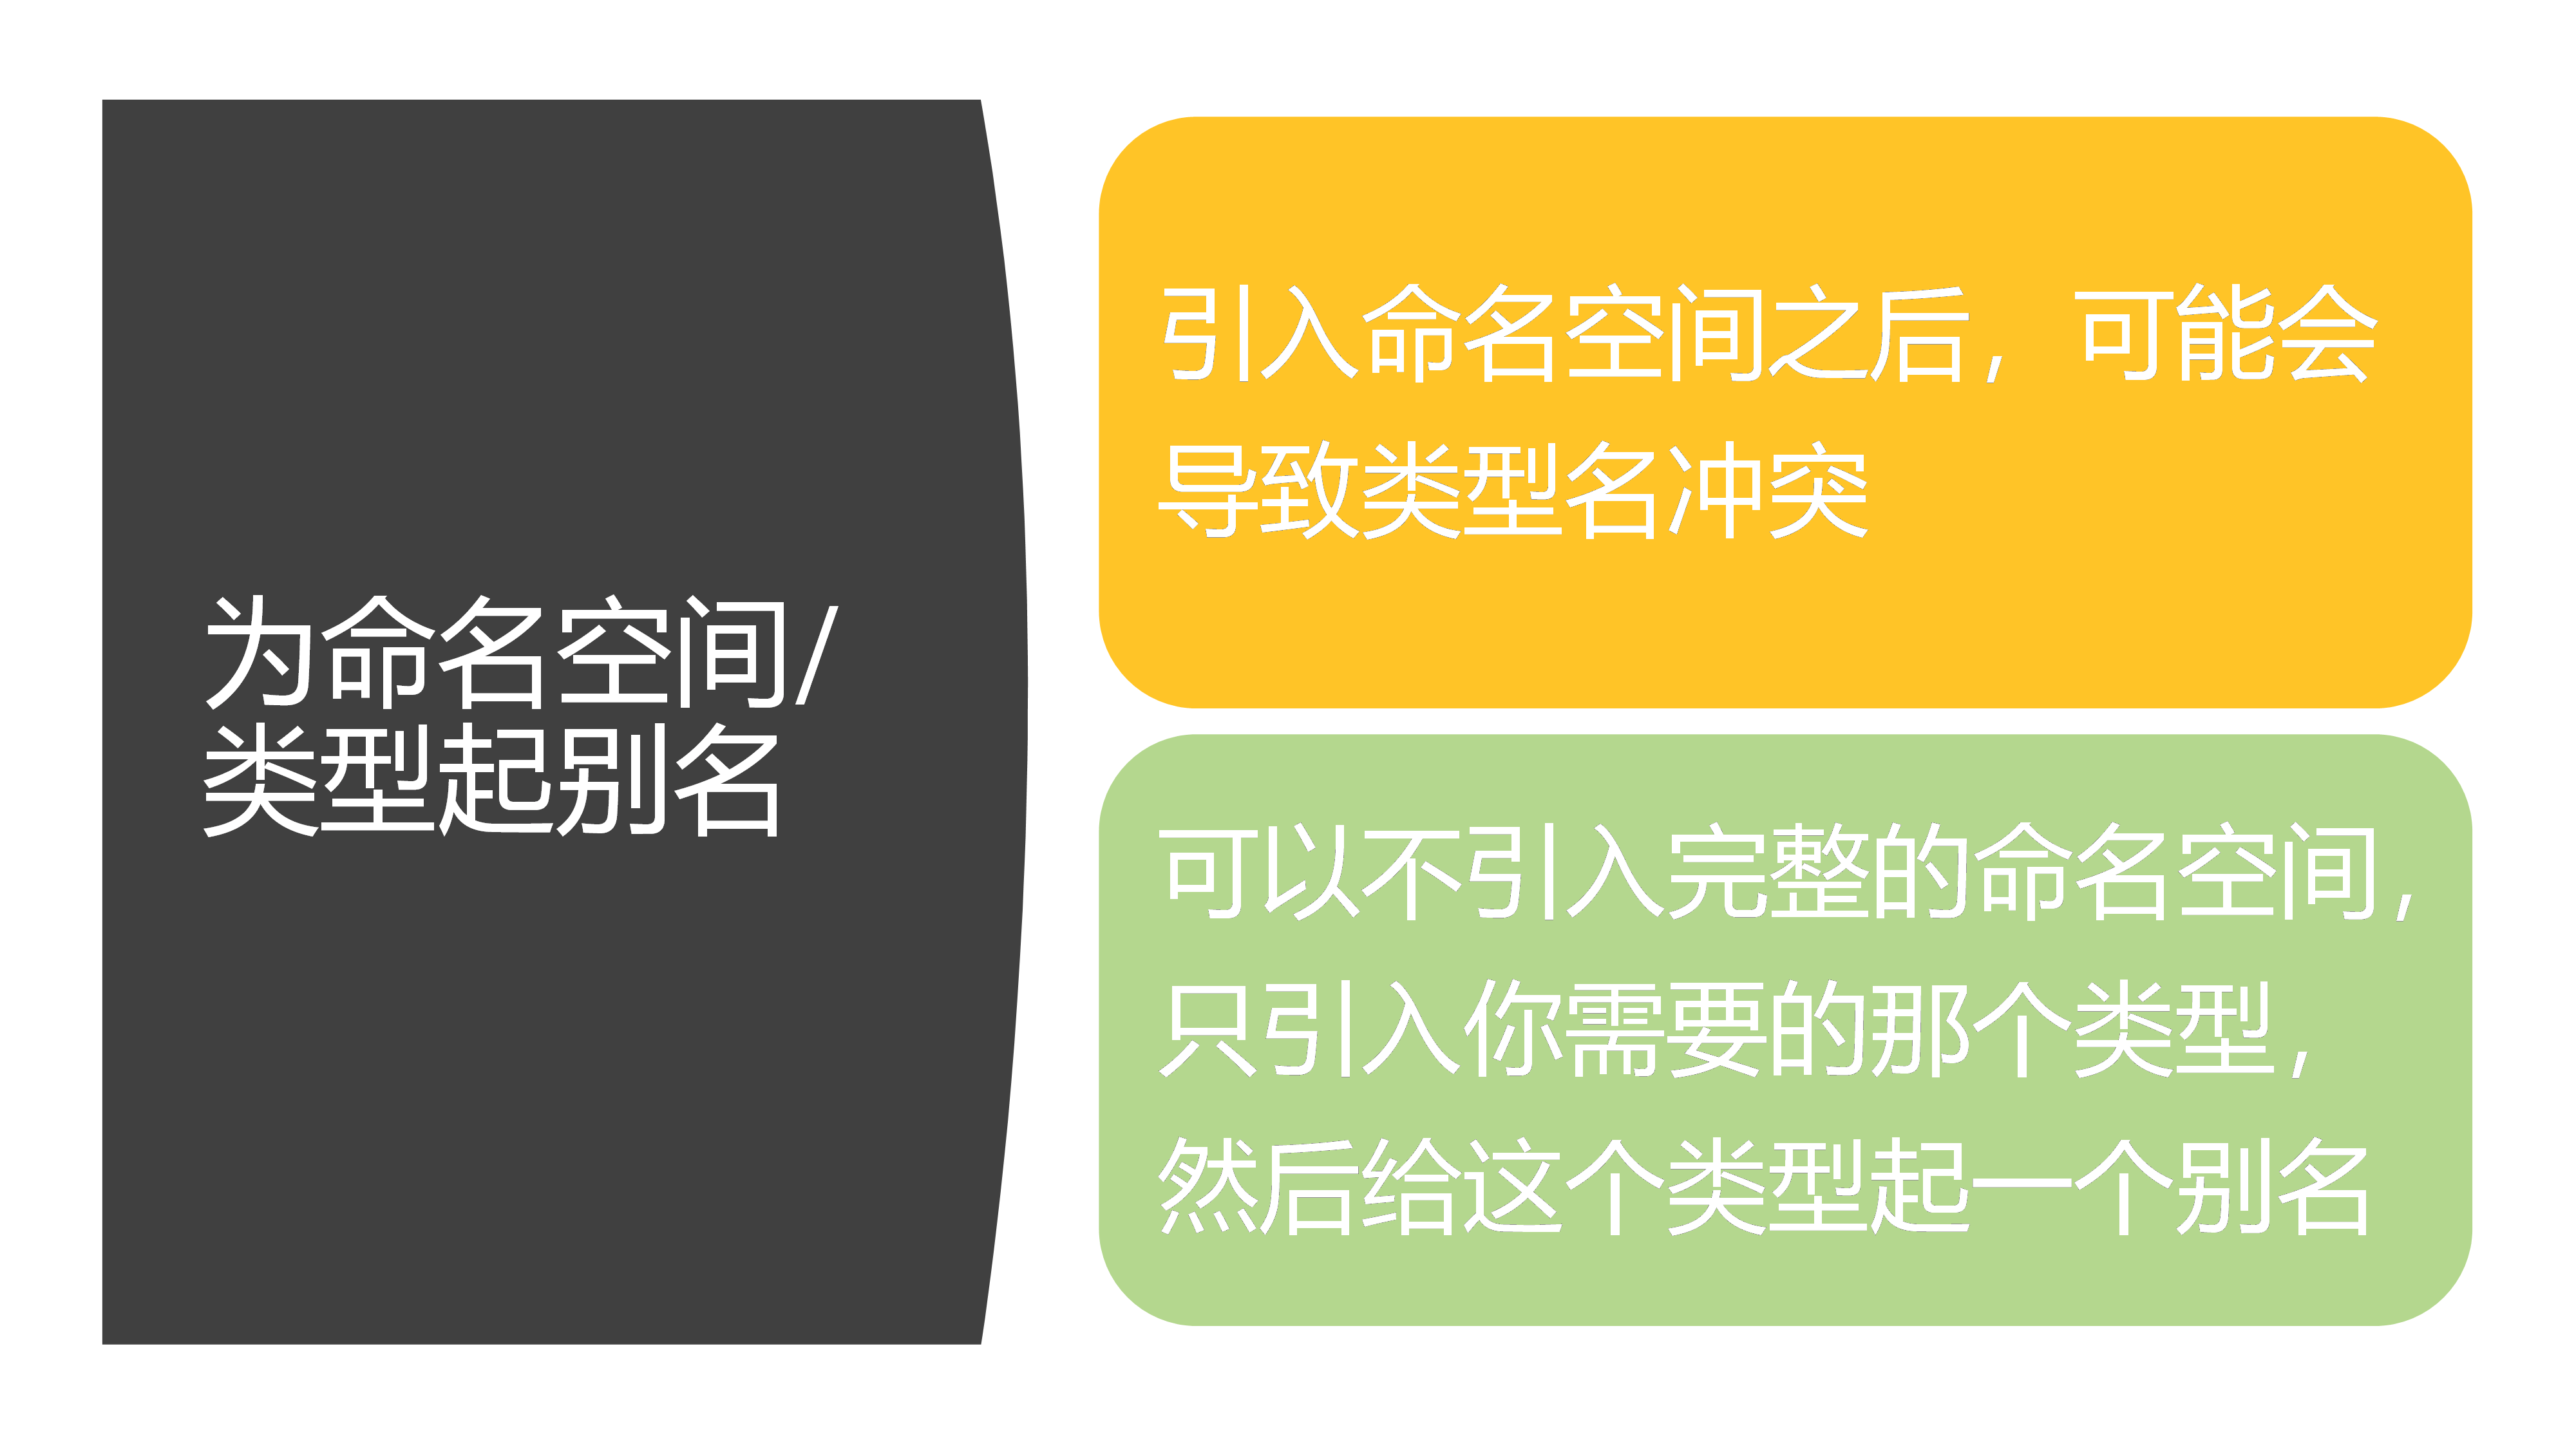 为命名空间/
类型起别名
引入命名空间之后，可能会
导致类型名冲突
可以不引入完整的命名空间，
只引入你需要的那个类型，
然后给这个类型起一个别名